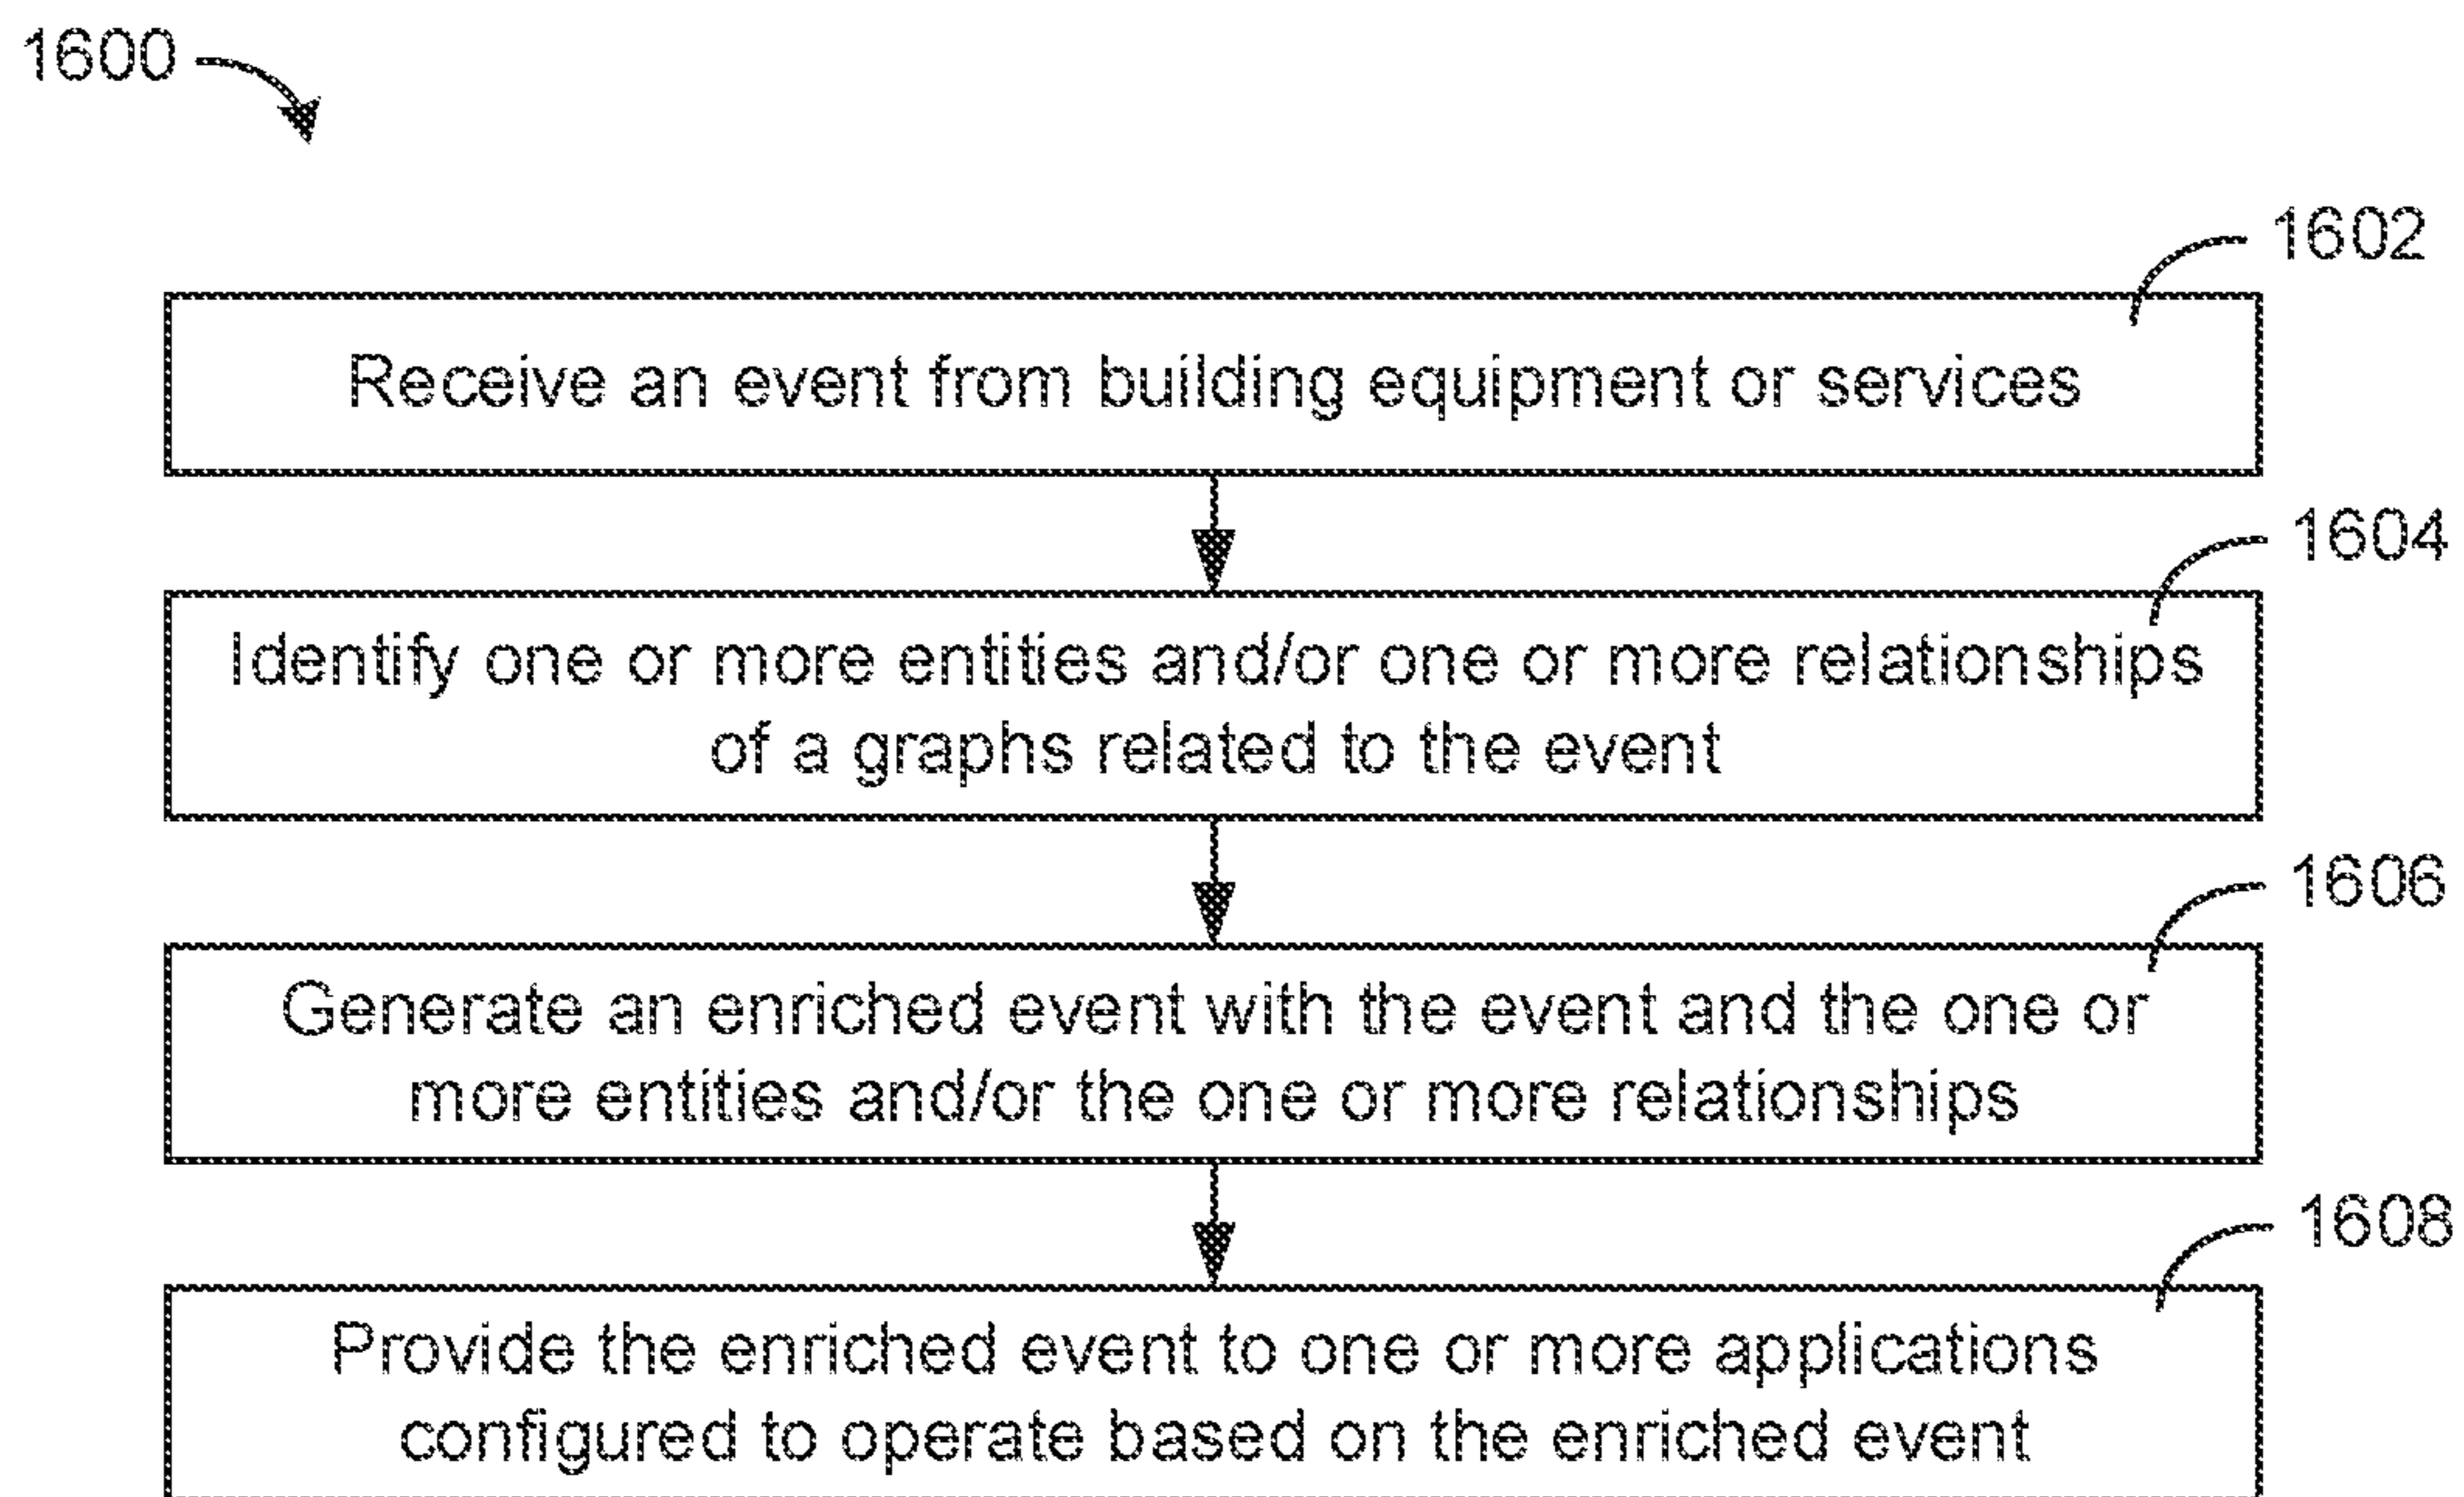 1600
1602
Receive an event from building equipment or services
1604
Identify one or more entities and/or one or more relationships
of a graphs related to the event
1606
Generate an enriched event with the event and the one or
more entities and/or the one or more relationships
1608
Provide the enriched event to one or more applications
configured to operate based on the enriched event